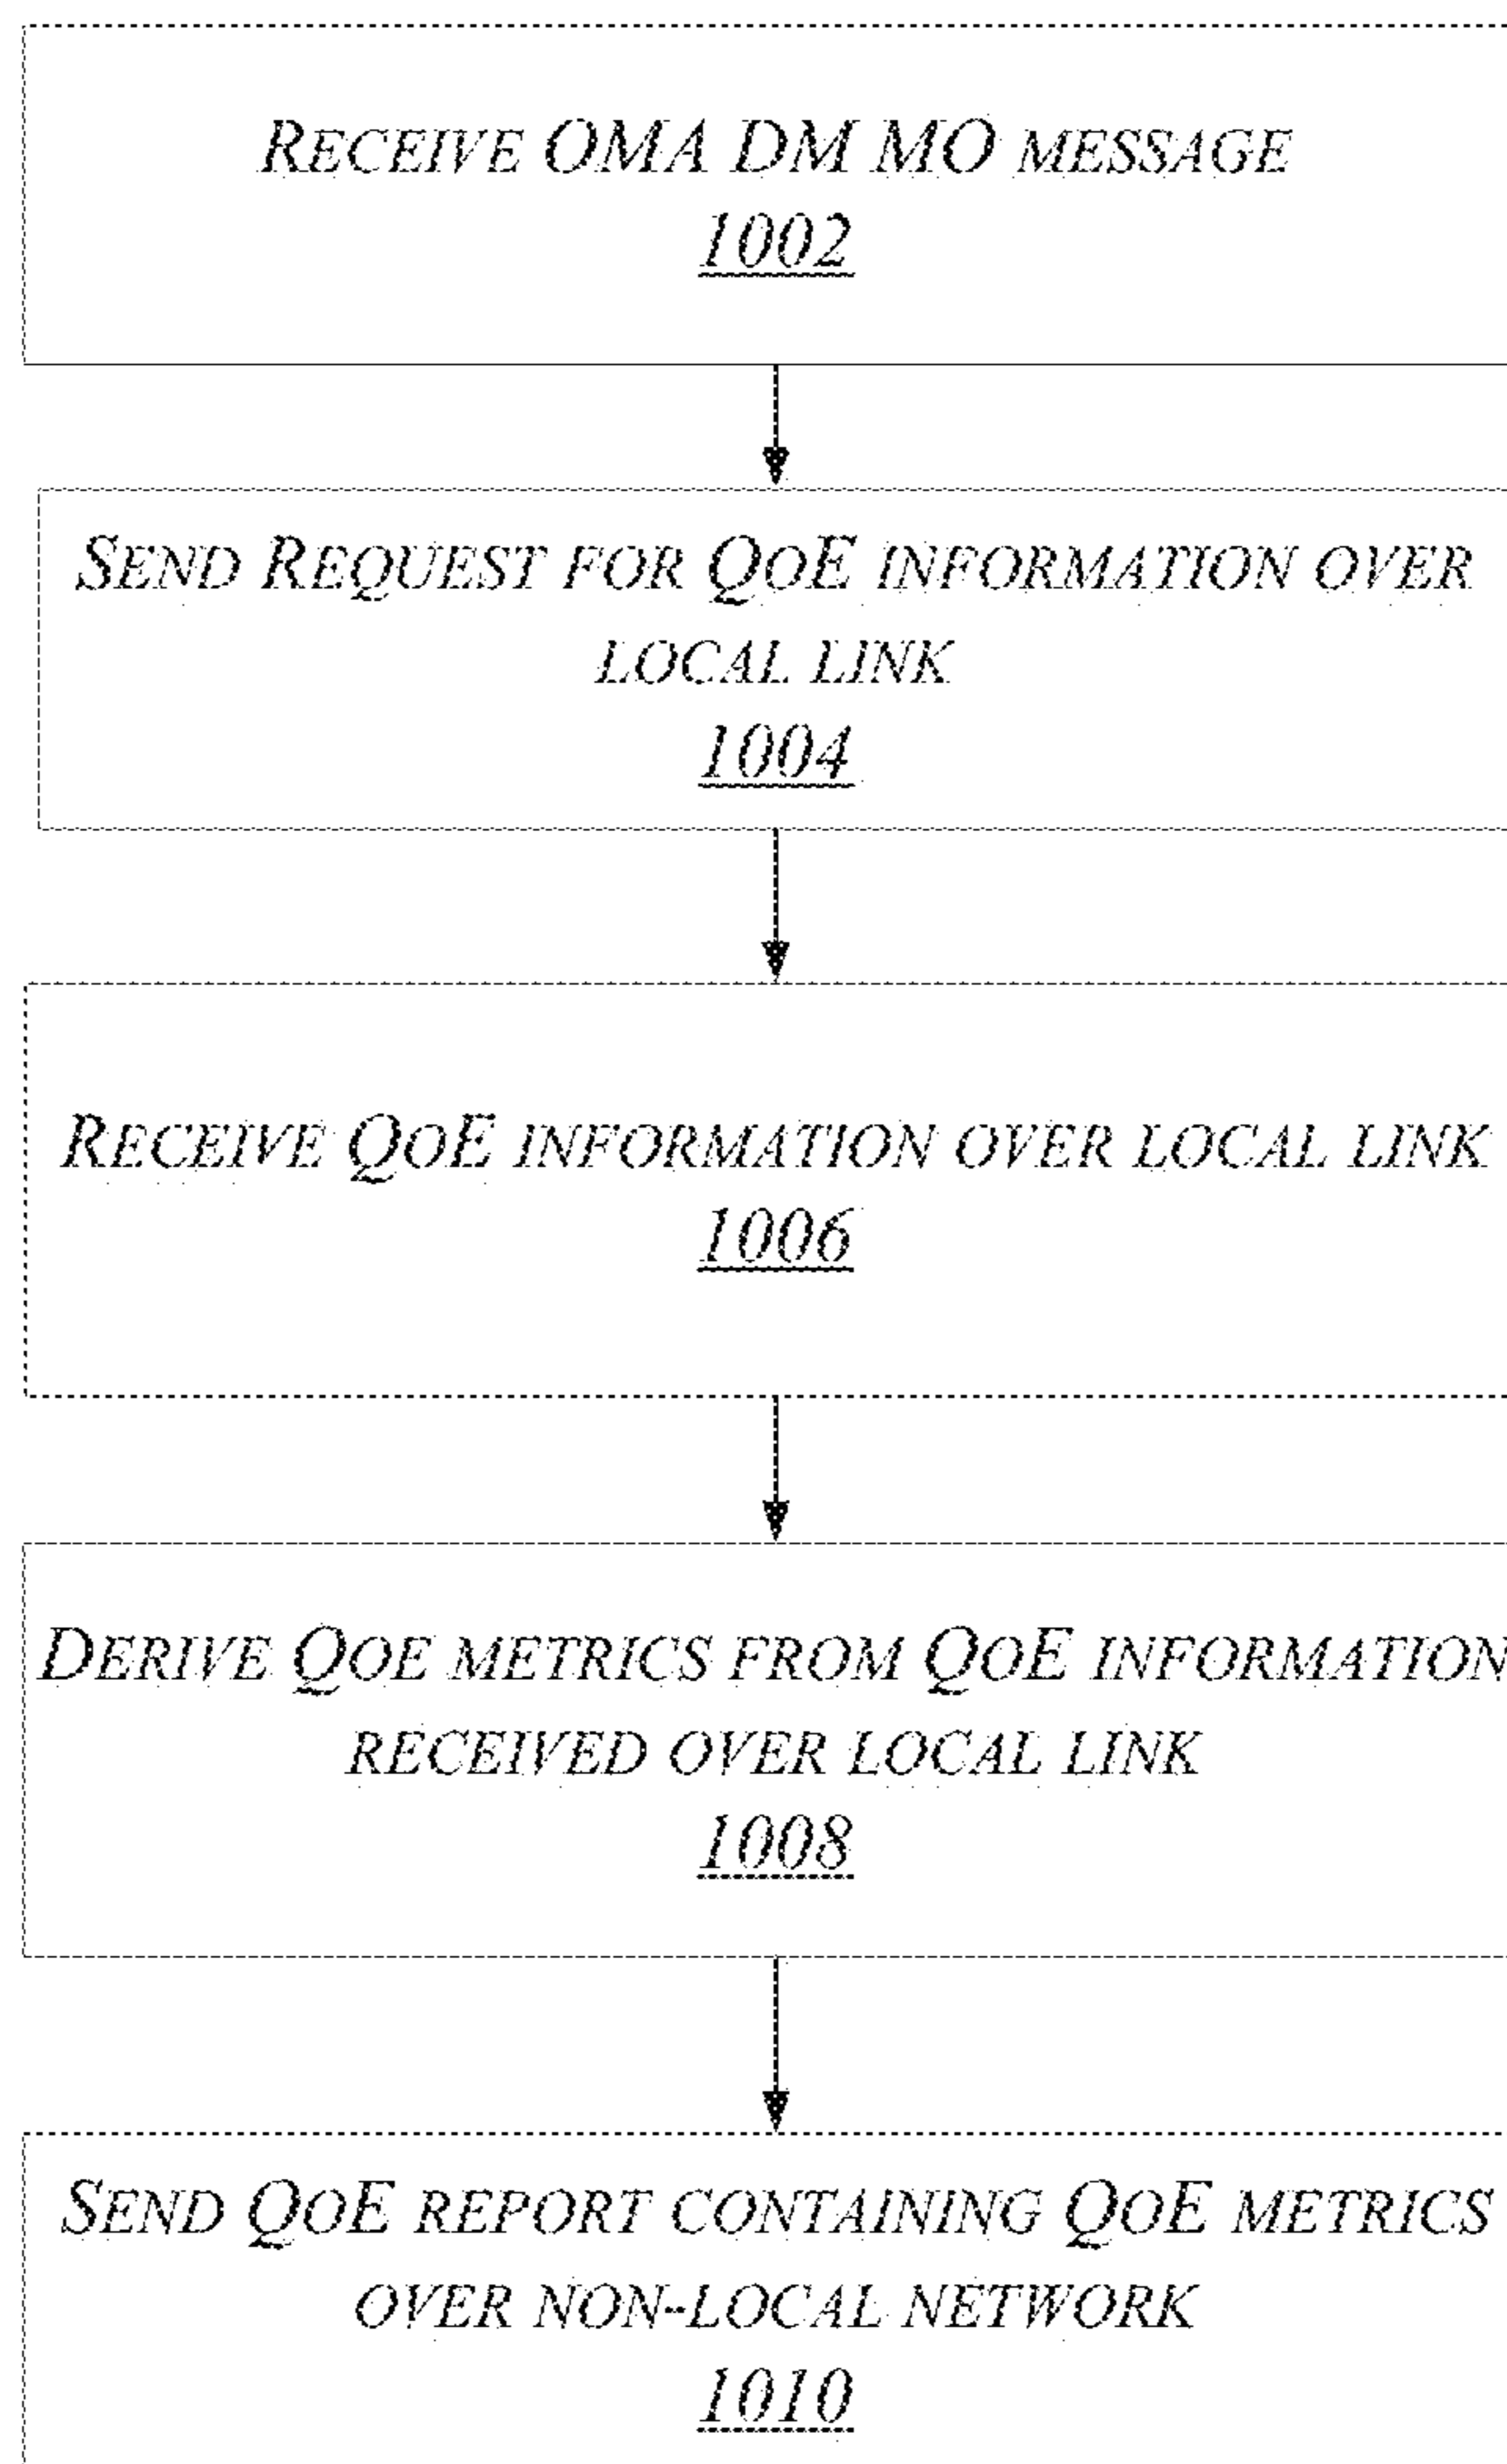 RECEIVE OMA DM MO MESSAGE
1002
SEND REQUEST FOR QOE INFORMATION OVER
LOCAL LINK
1004
RECEIVE QOE INFORMATION OVER LOCAL LINK
1006
DERIVE QOE METRICS FROM QOE INFORMATION
RECEIVED OVER LOCAL LINK
1008
SEND QOE REPORT CONTAINING QOE METRICS
OVER NON-LOCAL NETWORK
1010